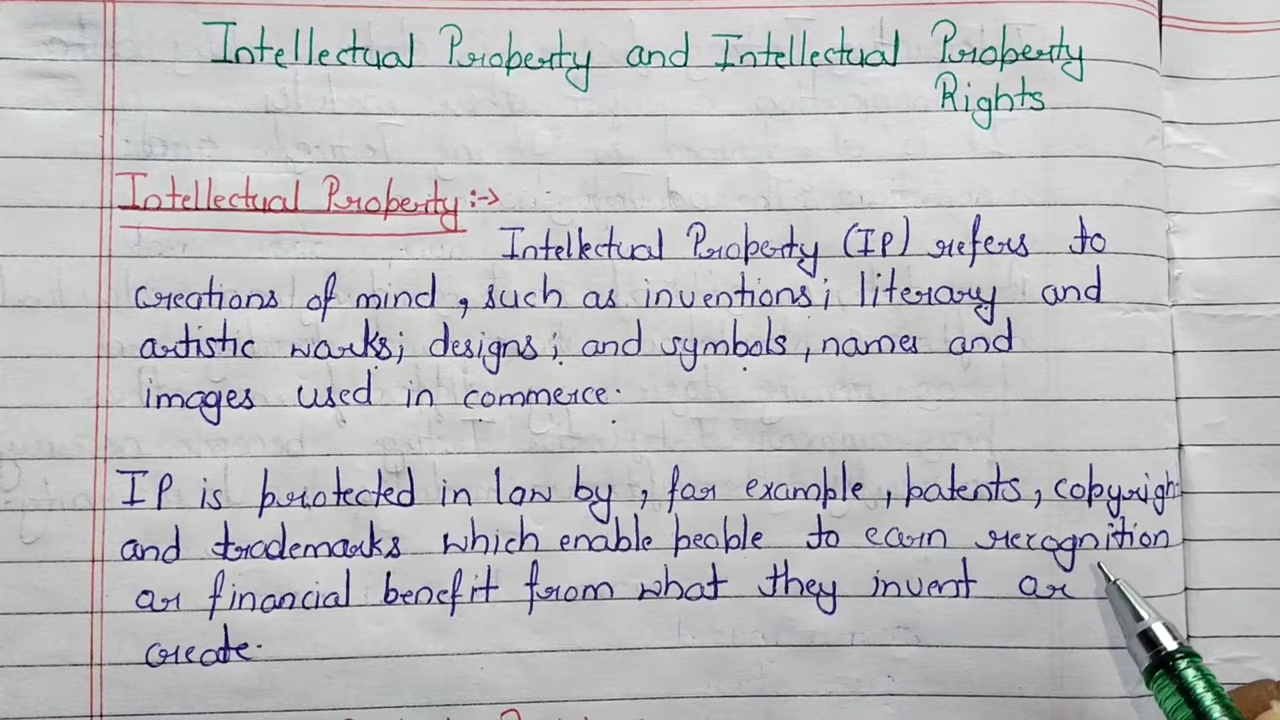 Intellectual Property and Intellectual Property
Rights
Intellectual Property :->
Intellectual Property (IP) refers to
creations of mind, such as inventions; literary and
artistic works; designs; and symbols, names and
images used in commerce.
IP is protected in law by, for example, patents, copyright
and trademarks which enable people to earn recognition
or financial benefit from what they invent or
create.